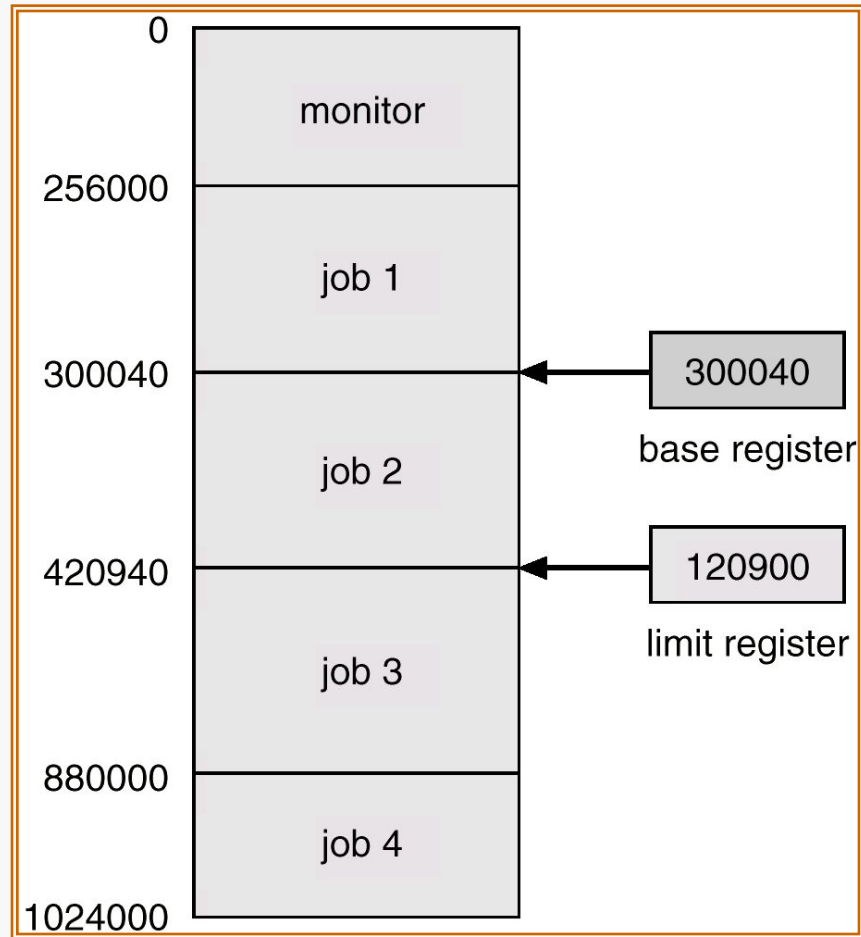 0
monitor
256000
job 1
300040
300040
base register
job 2
420940
120900
limit register
job 3
880000
job 4
1024000